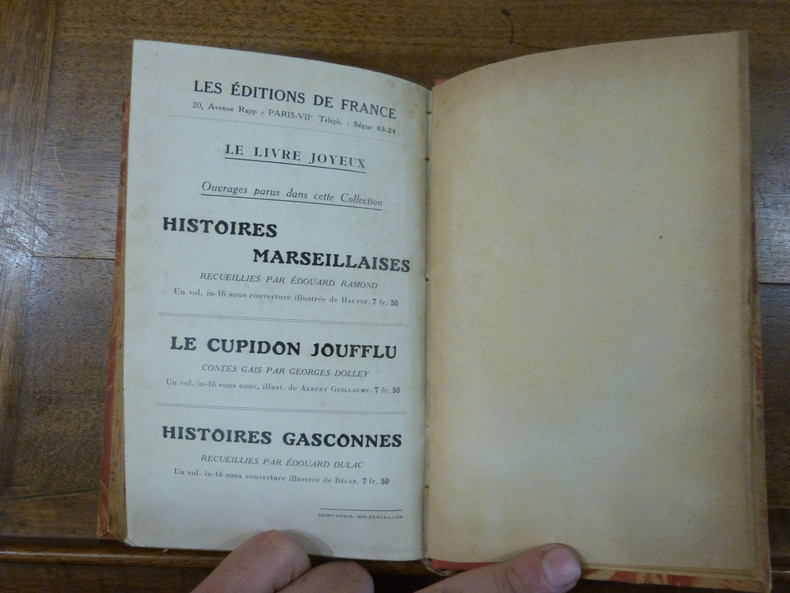 LES ÉDITIONS DE FRANCE
20, Avenue Rapp - PARIS-VIIᵉ Téléph. : Ségur 83-24
LE LIVRE JOYEUX
Ouvrages parus dans cette Collection
HISTOIRES
MARSEILLAISES
RECUEILLIES PAR ÉDOUARD RAMOND
Un vol. in-16 sous couverture illustrée de HAUTOT. 7 fr. 50
LE CUPIDON JOUFFLU
CONTES GAIS PAR GEORGES DOLLEY
Un vol. in-16 sous couv. illust. de ALBERT GUILLAUME. 7 fr. 50
HISTOIRES GASCONNES
RECUEILLIES PAR ÉDOUARD DULAC
Un vol. in-16 sous couverture illustrée de BÉCAN. 7 fr. 50
SAINT-DENIS. IMP. DARDAILLON